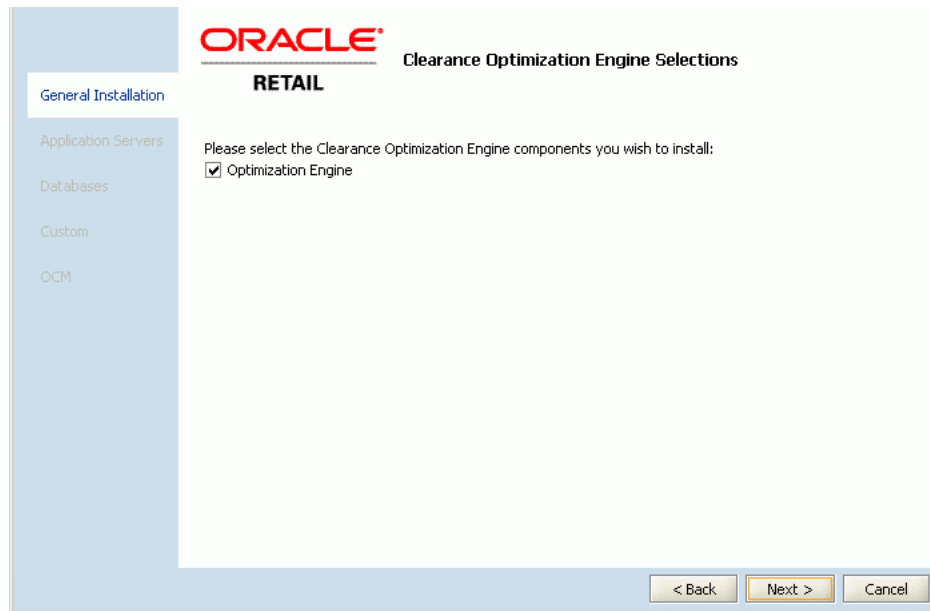 ORACLE
RETAIL
Clearance Optimization Engine Selections
General Installation
Application Servers
Databases
Custom
OCM
Please select the Clearance Optimization Engine components you wish to install:
Optimization Engine
< Back
Next >
Cancel